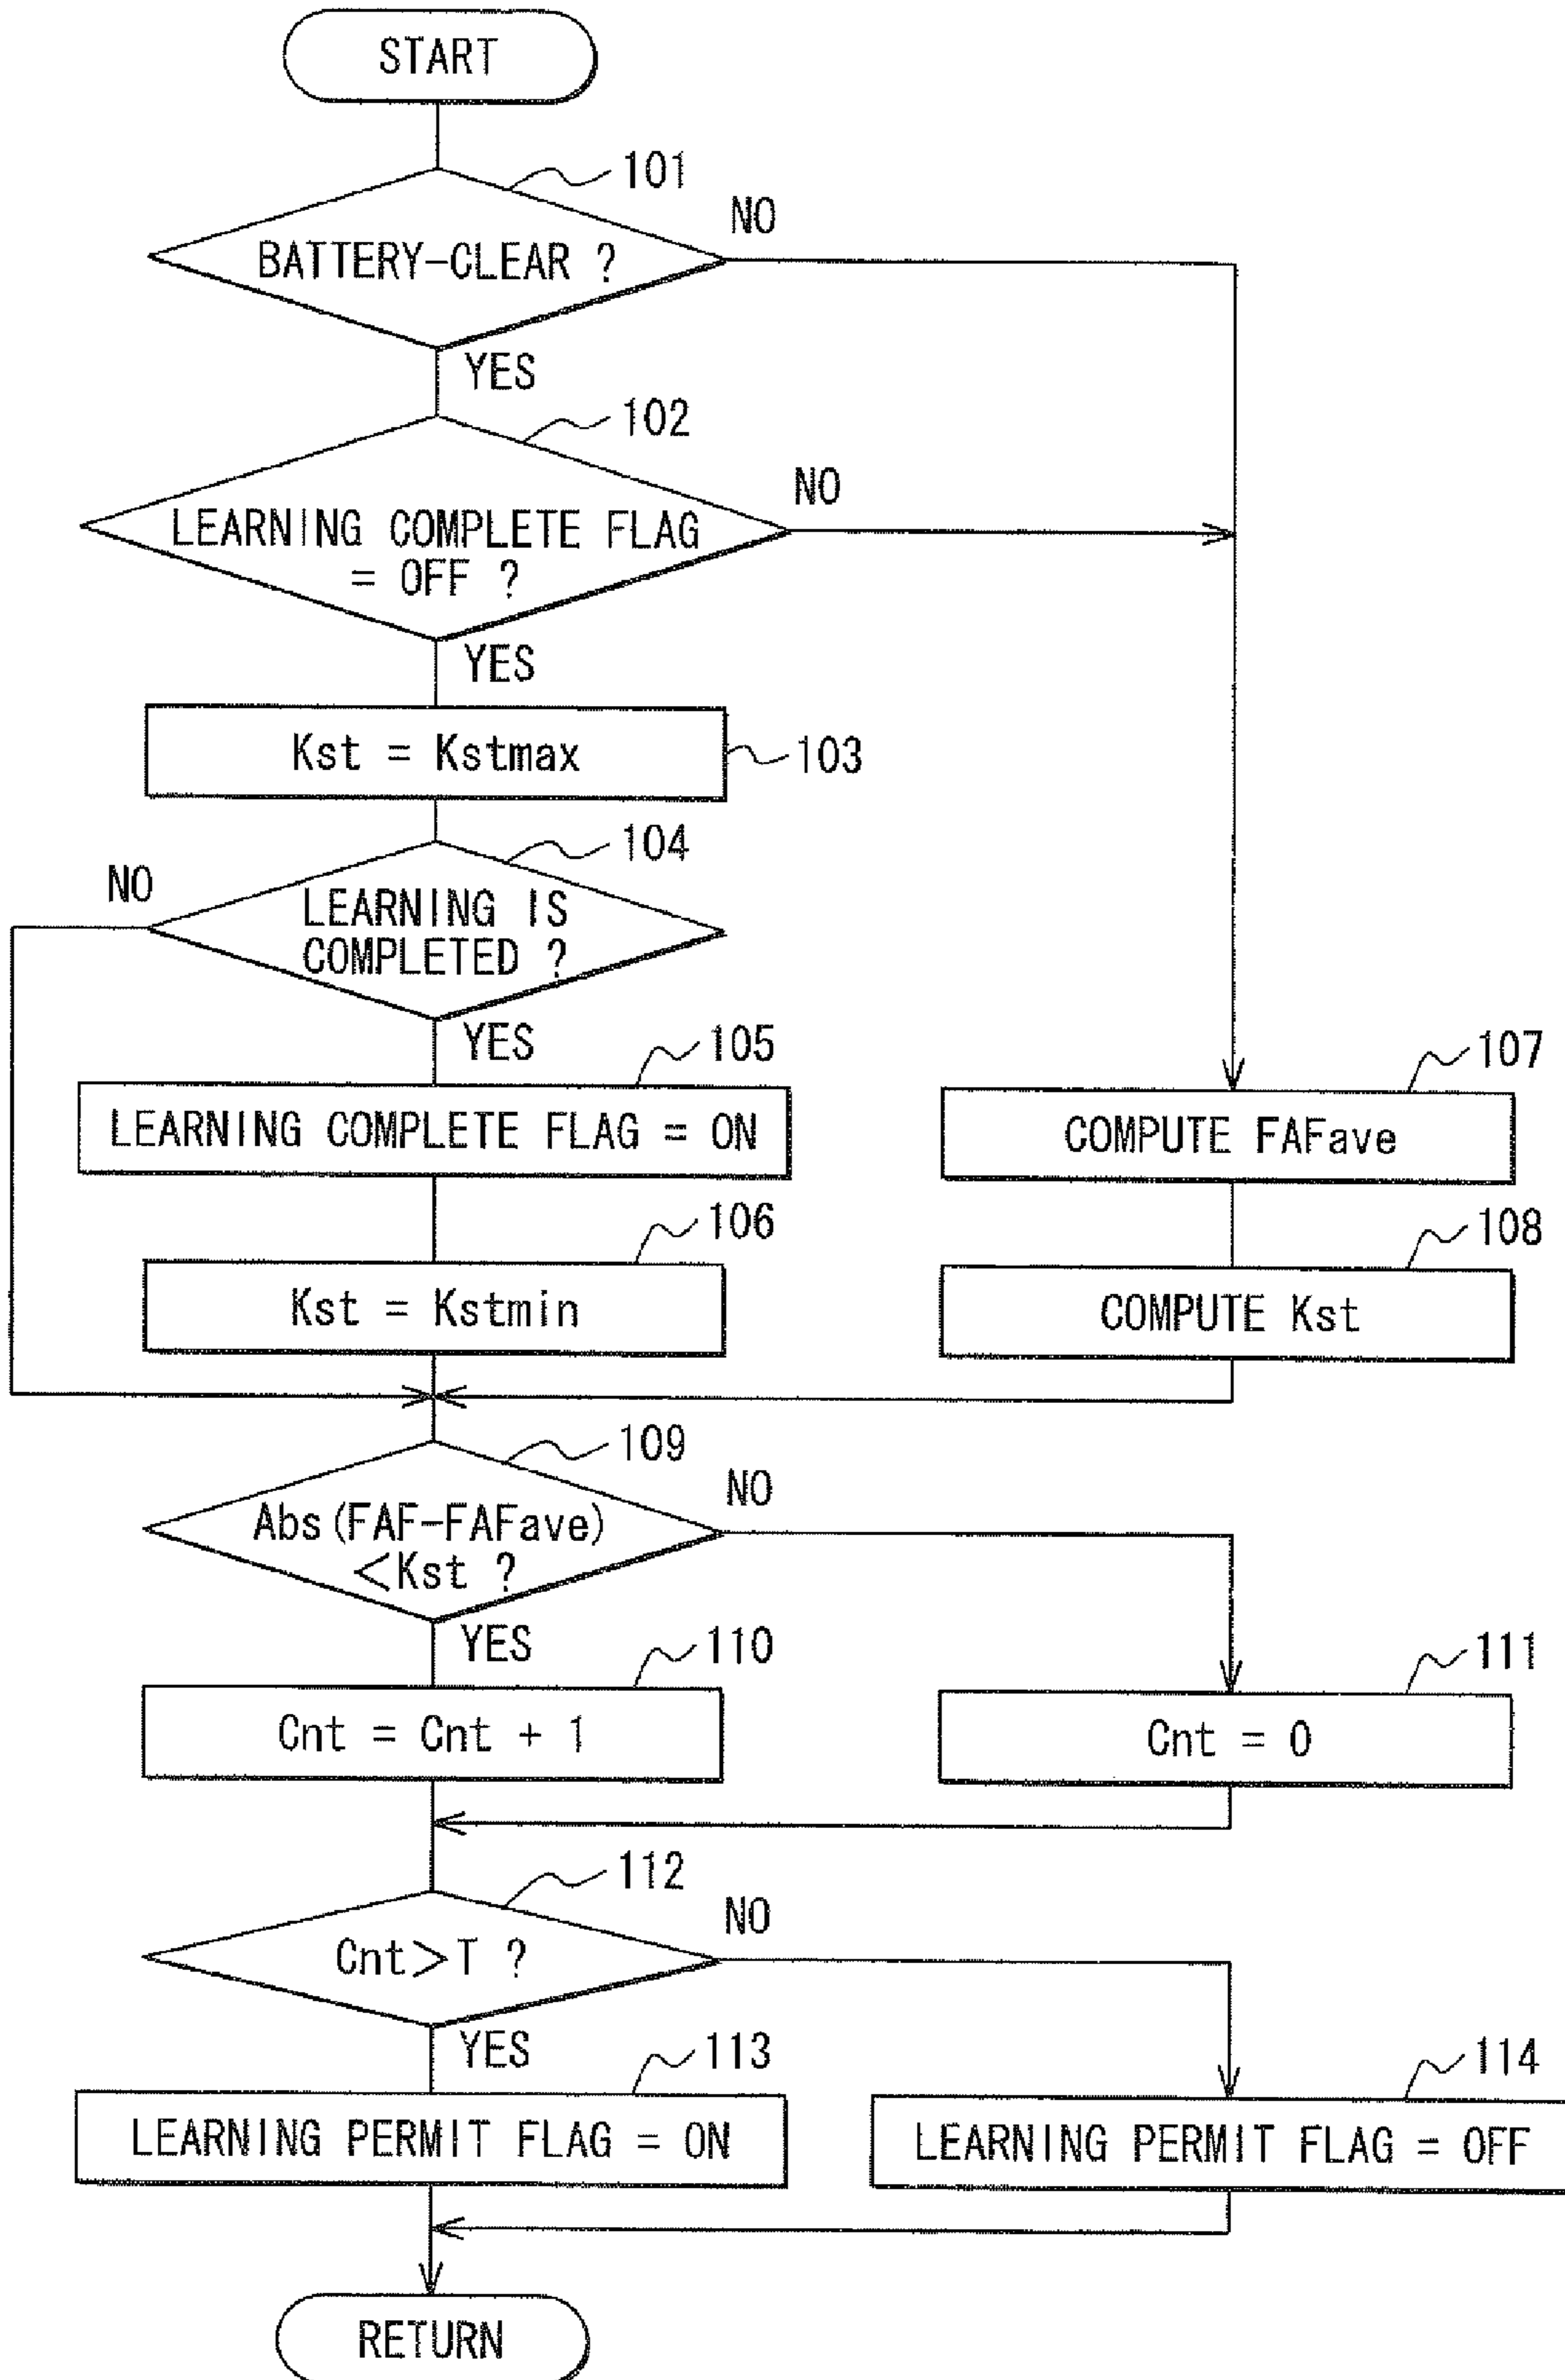 START
101
BATTERY-CLEAR ?
NO
YES
102
LEARNING COMPLETE FLAG
= OFF ?
NO
YES
Kst = Kstmax
103
104
NO
LEARNING IS
COMPLETED ?
YES
105
LEARNING COMPLETE FLAG = ON
107
COMPUTE FAFave
106
Kst = Kstmin
108
COMPUTE Kst
109
Abs(FAF-FAFave)
<Kst ?
NO
YES
110
Cnt = Cnt + 1
111
Cnt = 0
112
Cnt>T ?
NO
YES
113
LEARNING PERMIT FLAG = ON
114
LEARNING PERMIT FLAG = OFF
RETURN